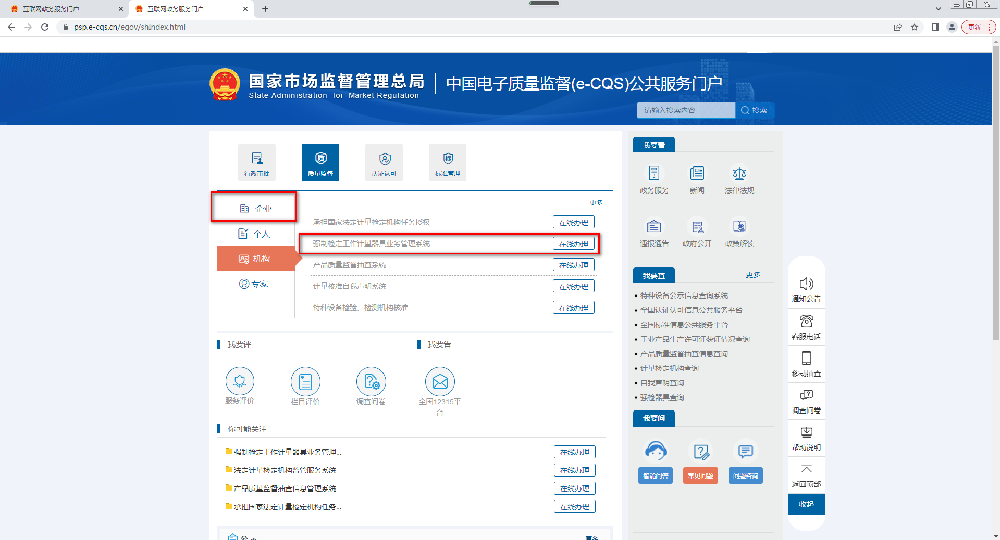 互联网政务服务门户
互联网政务服务门户
psp.e-cqs.cn/egov/shIndex.html
更新
国家市场监督管理总局
State Administration for Market Regulation
中国电子质量监督(e-CQS)公共服务门户
请输入搜索内容
搜索
行政审批
质
质量监督
认证认可
标
标准管理
企业
个人
机构
专家
更多
承担国家法定计量检定机构任务授权
在线办理
强制检定工作计量器具业务管理系统
在线办理
产品质量监督抽查系统
在线办理
计量校准自我声明系统
在线办理
特种设备检验、检测机构核准
在线办理
我要评
我要告
服务评价
栏目评价
调查问卷
全国12315平
台
你可能关注
强制检定工作计量器具业务管理...
在线办理
法定计量检定机构监管服务系统
在线办理
产品质量监督抽查信息管理系统
在线办理
承担国家法定计量检定机构任务...
在线办理
公示
更多
我要看
政务服务
新闻
法律法规
通报通告
政府公开
政策解读
我要查
更多
特种设备公示信息查询系统
全国认证认可信息公共服务平台
全国标准信息公共服务平台
工业产品生产许可证获证情况查询
产品质量监督抽查信息查询
计量检定机构查询
自我声明查询
强检器具查询
我要问
智能问答
常见问题
问题咨询
通知公告
客服电话
移动抽查
调查问卷
帮助说明
返回顶部
收起